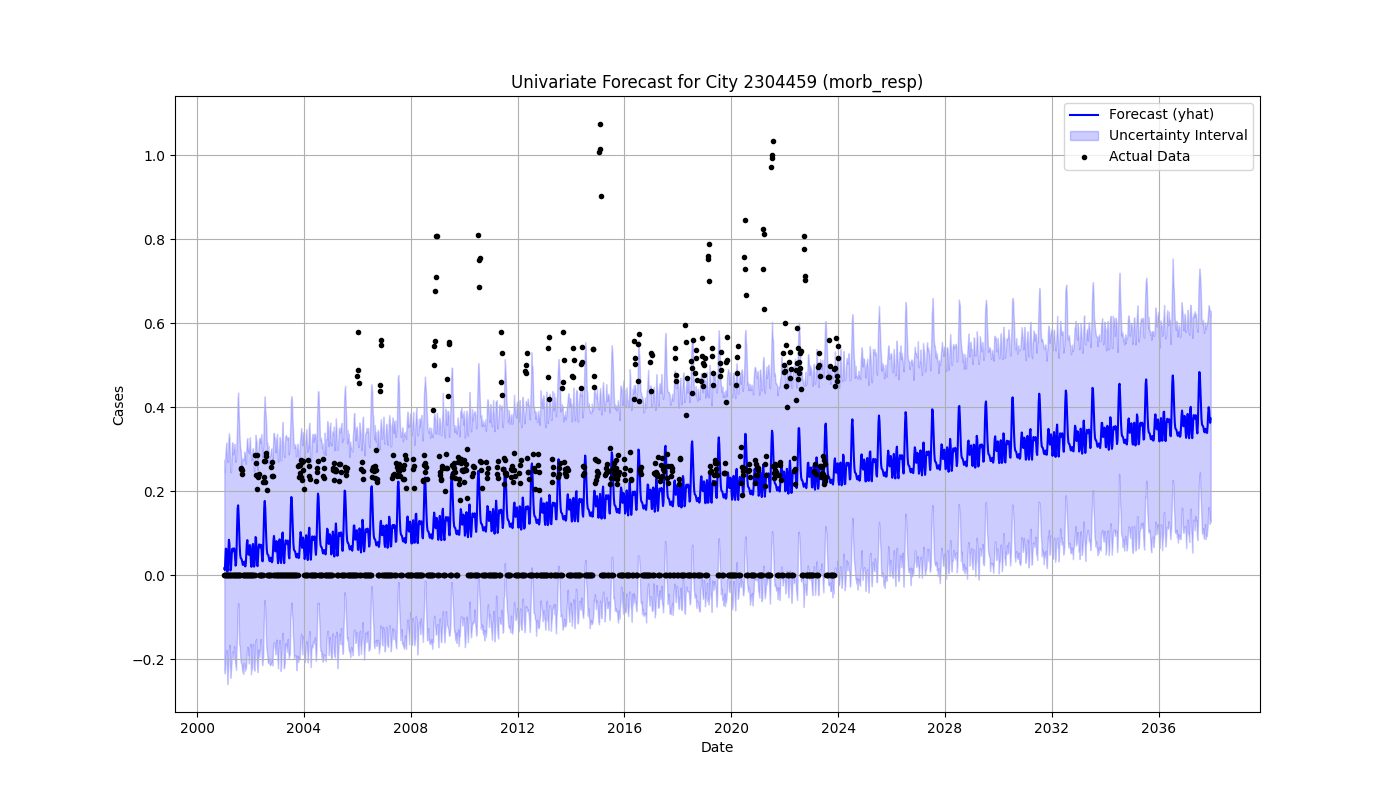 Univariate Forecast for City 2304459 (morb_resp)
Forecast (yhat)
Uncertainty Interval
Actual Data
Cases
1.0
0.8
0.6
0.4
0.2
0.0
−0.2
2000 2004 2008 2012 2016 2020 2024 2028 2032 2036
Date